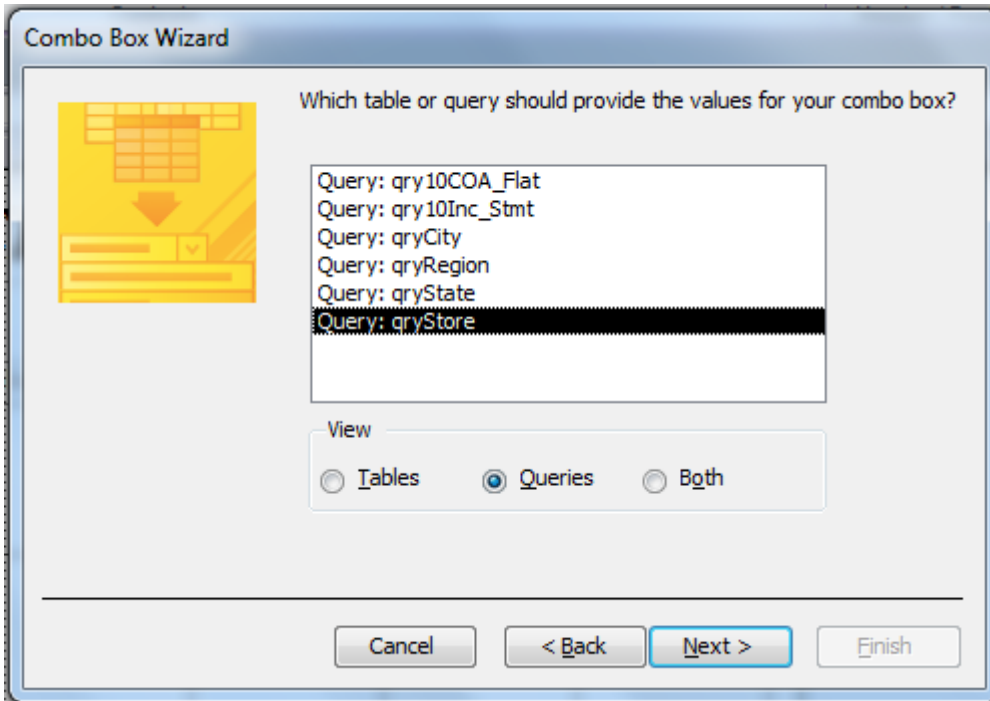 Combo Box Wizard
Which table or query should provide the values for your combo box?
Query: qry10COA_Flat
Query: qry10Inc_Stmt
Query: qryCity
Query: qryRegion
Query: qryState
Query: qryStore
View
Tables Queries Both
Cancel < Back Next > Finish